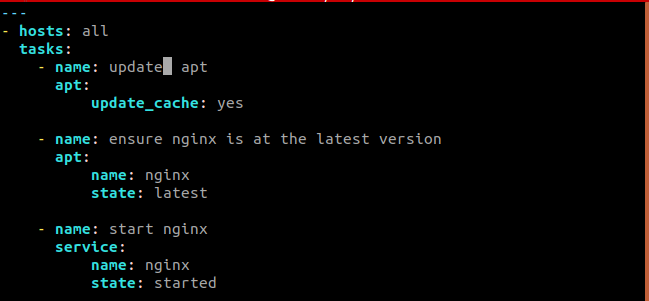 ---
- hosts: all
  tasks:
    - name: update apt
      apt:
          update_cache: yes

    - name: ensure nginx is at the latest version
      apt:
          name: nginx
          state: latest

    - name: start nginx
      service:
          name: nginx
          state: started